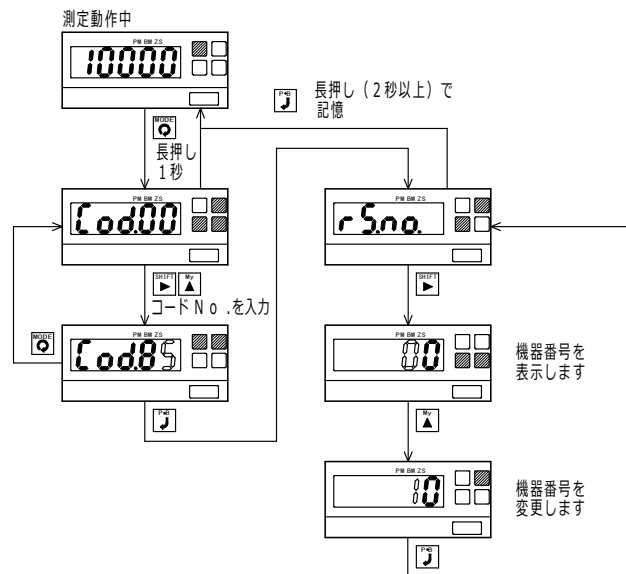 測定動作中
PM BM ZS
10000
MODE
長押し
1秒
P•B
長押し（2秒以上）で
記憶
PM BM ZS
Cod.00
SHIFT
My
コードNo.を入力
MODE
PM BM ZS
Cod.85
P•B
PM BM ZS
rS.no.
SHIFT
PM BM ZS
00
機器番号を
表示します
My
PM BM ZS
10
機器番号を
変更します
P•B